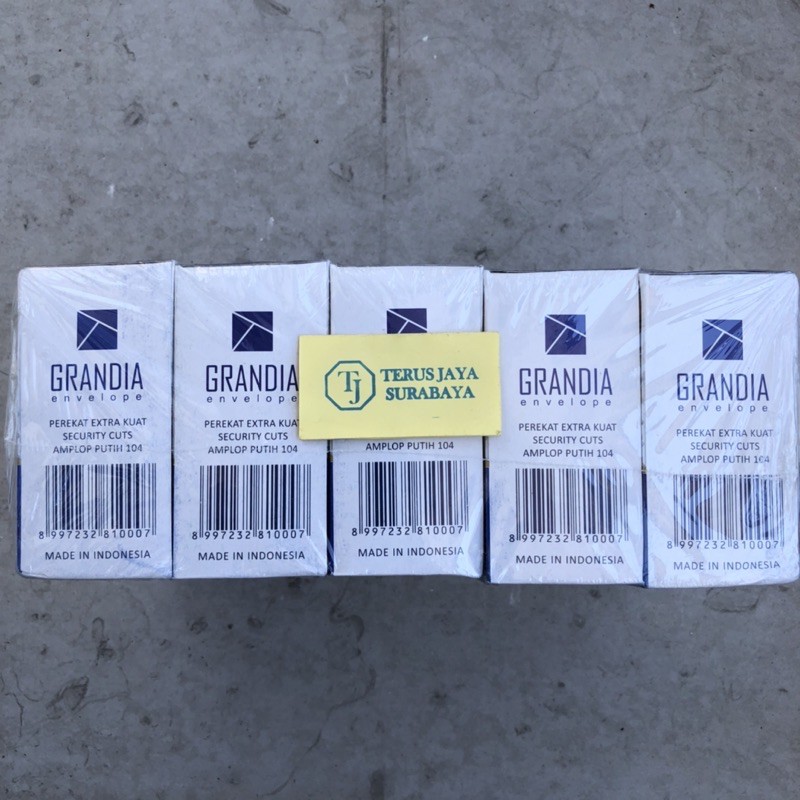 GRANDIA
envelope
PEREKAT EXTRA KUAT
SECURITY CUTS
AMPLOP PUTIH 104
8 997232 810007
MADE IN INDONESIA
GRANDIA
envelope
PEREKAT EXTRA KUAT
SECURITY CUTS
AMPLOP PUTIH 104
8 997232 810007
MADE IN INDONESIA
TJ
TERUS JAYA
SURABAYA
AMPLOP PUTIH 104
8 997232 810007
MADE IN INDONESIA
GRANDIA
envelope
PEREKAT EXTRA KUAT
SECURITY CUTS
AMPLOP PUTIH 104
8 997232 810007
MADE IN INDONESIA
GRANDIA
envelope
PEREKAT EXTRA KUAT
SECURITY CUTS
AMPLOP PUTIH 104
8 997232 810007
MADE IN INDONESIA